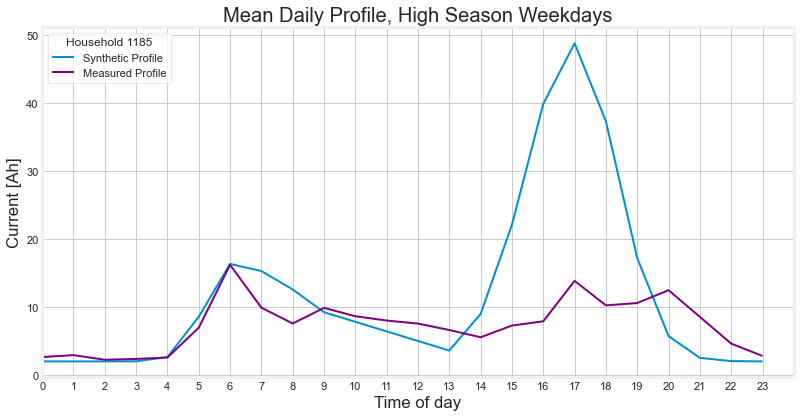 Mean Daily Profile, High Season Weekdays
Household 1185
Synthetic Profile
Measured Profile
Current [Ah]
50
40
30
20
10
0
0 1 2 3 4 5 6 7 8 9 10 11 12 13 14 15 16 17 18 19 20 21 22 23
Time of day